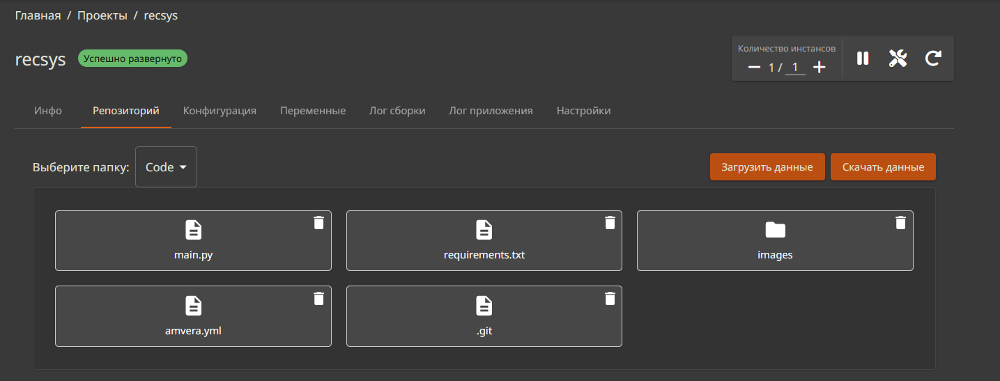 Главная / Проекты / recsys
recsys Успешно развернуто
Количество инстансов
1 / 1
Инфо Репозиторий Конфигурация Переменные Лог сборки Лог приложения Настройки
Выберите папку: Code Загрузить данные Скачать данные
main.py requirements.txt images
amvera.yml .git